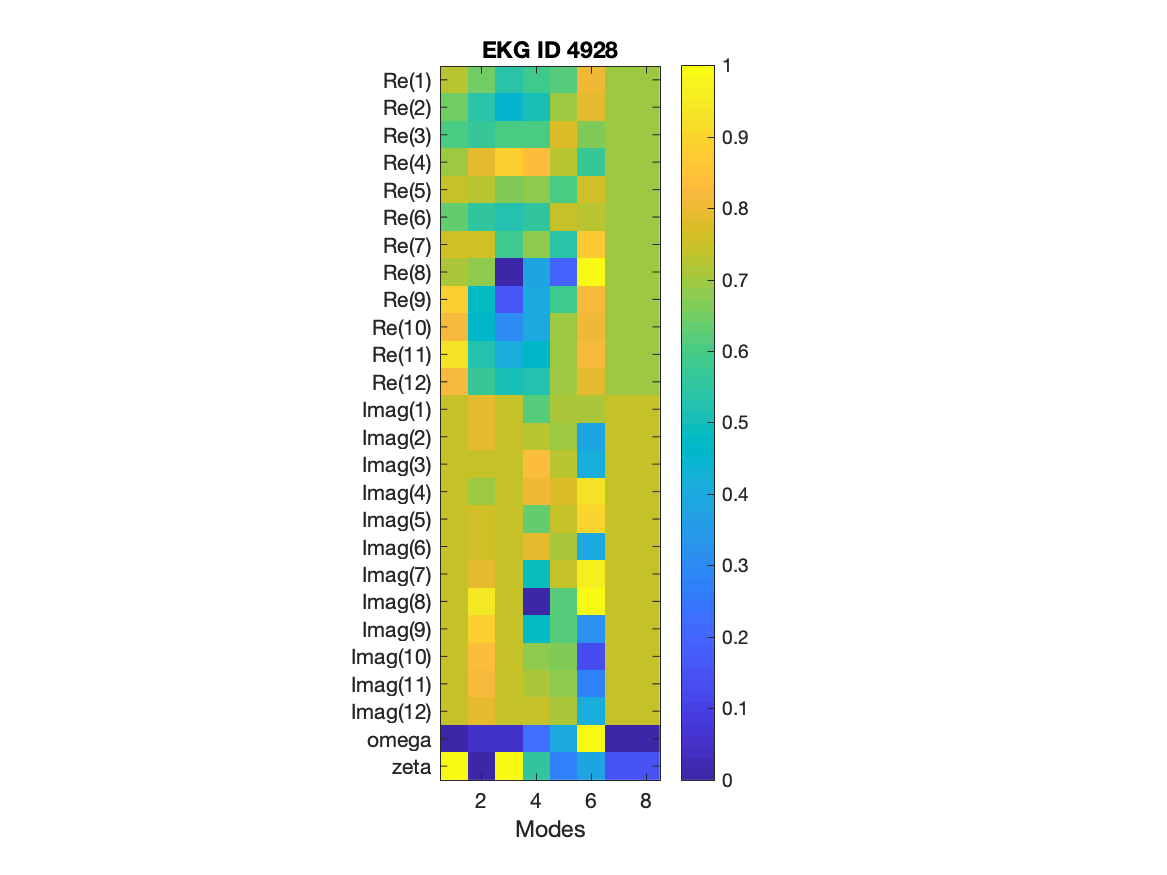 EKG ID 4928
Re(1)
Re(2)
Re(3)
Re(4)
Re(5)
Re(6)
Re(7)
Re(8)
Re(9)
Re(10)
Re(11)
Re(12)
Imag(1)
Imag(2)
Imag(3)
Imag(4)
Imag(5)
Imag(6)
Imag(7)
Imag(8)
Imag(9)
Imag(10)
Imag(11)
Imag(12)
omega
zeta
2 4 6 8
Modes
1
0.9
0.8
0.7
0.6
0.5
0.4
0.3
0.2
0.1
0